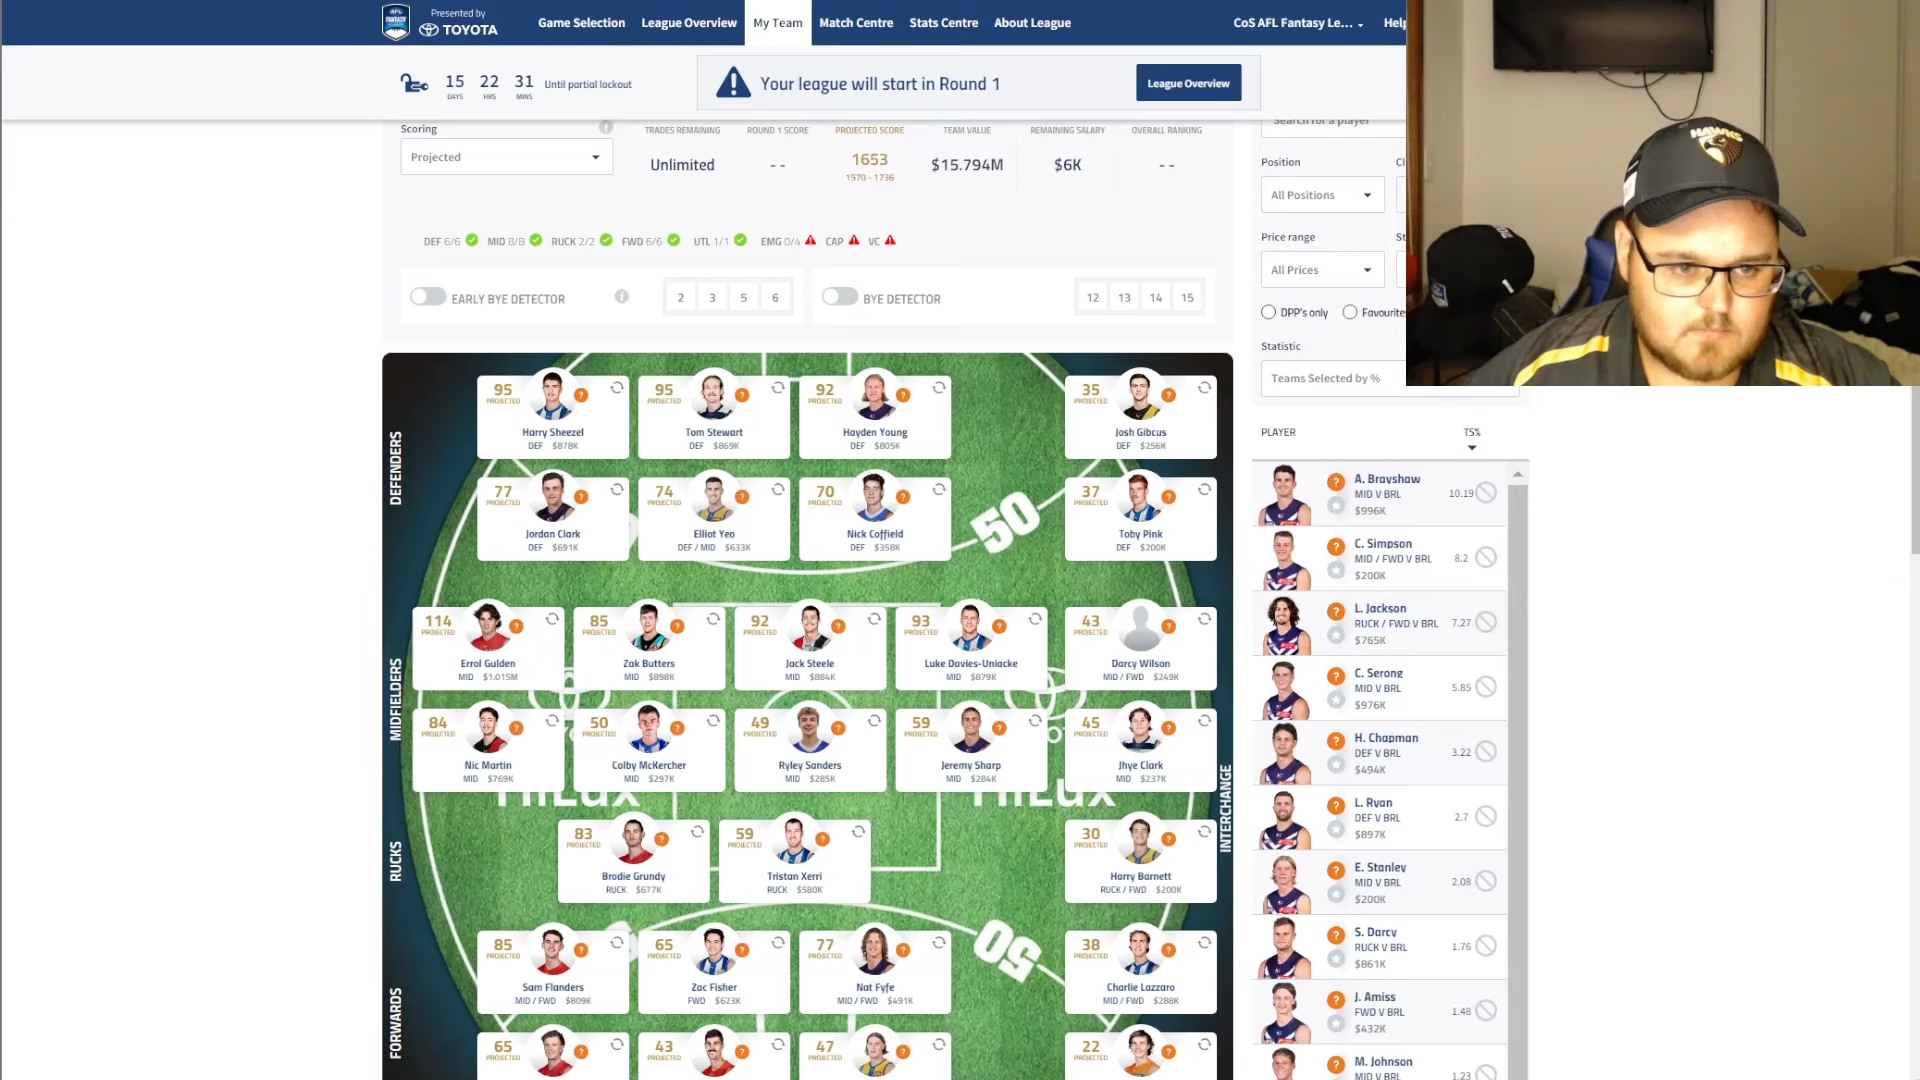 AFL
FANTASY
Presented by
TOYOTA
Game Selection
League Overview
My Team
Match Centre
Stats Centre
About League
CoS AFL Fantasy Le...
Help
15 22 31 Until partial lockout
DAYS HRS MINS
Your league will start in Round 1
League Overview
Scoring
Projected
TRADES REMAINING
Unlimited
ROUND 1 SCORE
- -
PROJECTED SCORE
1653
1570 - 1736
TEAM VALUE
$15.794M
REMAINING SALARY
$6K
OVERALL RANKING
- -
DEF 6/6 MID 8/8 RUCK 2/2 FWD 6/6 UTL 1/1 EMG 0/4 CAP VC
EARLY BYE DETECTOR 2 3 5 6
BYE DETECTOR 12 13 14 15
DEFENDERS
95
PROJECTED
Harry Sheezel
DEF $878K
95
PROJECTED
Tom Stewart
DEF $869K
92
PROJECTED
Hayden Young
DEF $805K
35
PROJECTED
Josh Gibcus
DEF $256K
77
PROJECTED
Jordan Clark
DEF $691K
74
PROJECTED
Elliot Yeo
DEF / MID $633K
70
PROJECTED
Nick Coffield
DEF $358K
50
37
PROJECTED
Toby Pink
DEF $200K
MIDFIELDERS
114
PROJECTED
Errol Gulden
MID $1.015M
85
PROJECTED
Zak Butters
MID $898K
92
PROJECTED
Jack Steele
MID $884K
93
PROJECTED
Luke Davies-Uniacke
MID $879K
43
PROJECTED
Darcy Wilson
MID / FWD $249K
84
PROJECTED
Nic Martin
MID $769K
50
PROJECTED
Colby McKercher
MID $297K
49
PROJECTED
Ryley Sanders
MID $285K
59
PROJECTED
Jeremy Sharp
MID $284K
45
PROJECTED
Jhye Clark
MID $237K
INTERCHANGE
RUCKS
83
PROJECTED
Brodie Grundy
RUCK $677K
59
PROJECTED
Tristan Xerri
RUCK $580K
30
PROJECTED
Harry Barnett
RUCK / FWD $200K
FORWARDS
85
PROJECTED
Sam Flanders
MID / FWD $809K
65
PROJECTED
Zac Fisher
FWD $623K
77
PROJECTED
Nat Fyfe
MID / FWD $491K
50
38
PROJECTED
Charlie Lazzaro
MID / FWD $288K
65
PROJECTED
43
PROJECTED
47
PROJECTED
22
PROJECTED
Search for a player
Position
All Positions
Price range
All Prices
DPP's only
Favourite
Statistic
Teams Selected by %
PLAYER TS%
A. Brayshaw
MID V BRL 10.19
$996K
C. Simpson
MID / FWD V BRL 8.2
$200K
L. Jackson
RUCK / FWD V BRL 7.27
$765K
C. Serong
MID V BRL 5.85
$976K
H. Chapman
DEF V BRL 3.22
$494K
L. Ryan
DEF V BRL 2.7
$897K
E. Stanley
MID V BRL 2.08
$200K
S. Darcy
RUCK V BRL 1.76
$861K
J. Amiss
FWD V BRL 1.48
$432K
M. Johnson
MID V BRL 1.23
HAWKS